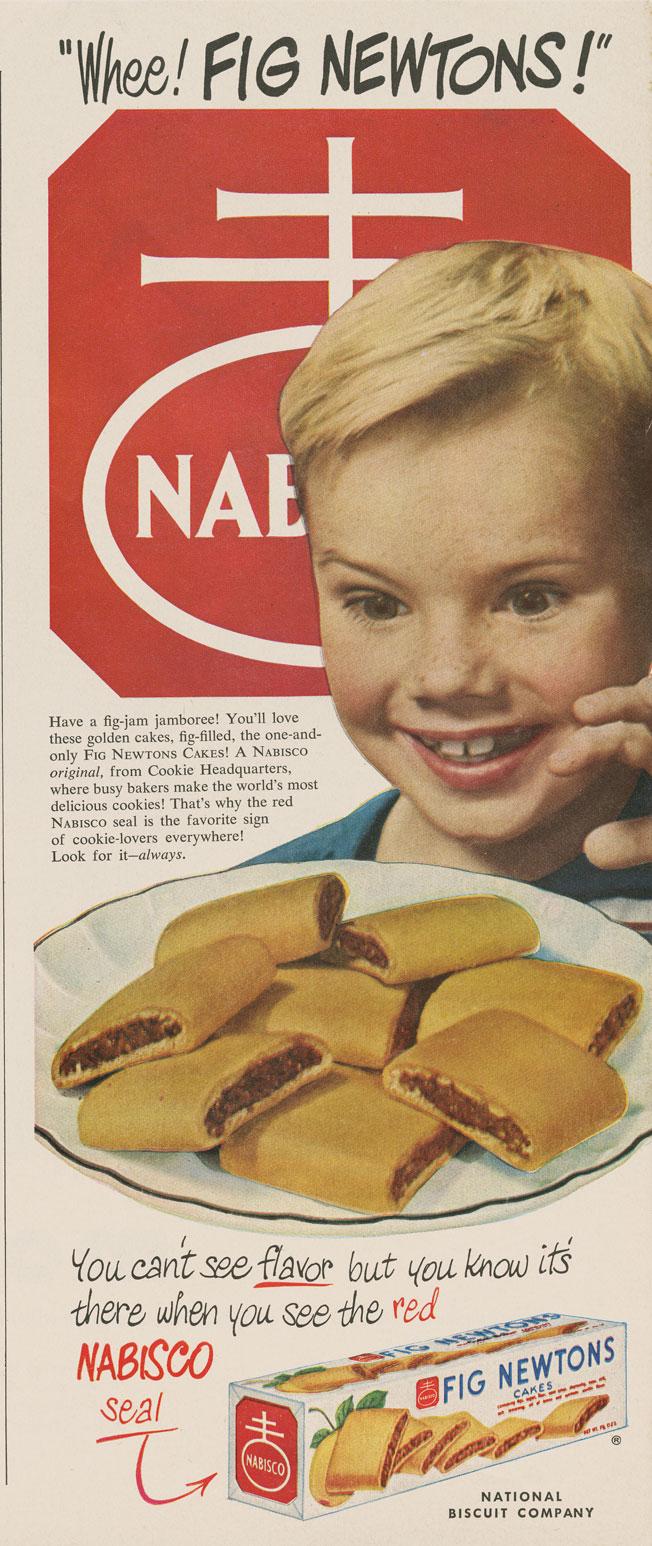 "Whee! FIG NEWTONS!"
NAB
Have a fig-jam jamboree! You'll love
these golden cakes, fig-filled, the one-and-
only FIG NEWTONS CAKES! A NABISCO
original, from Cookie Headquarters,
where busy bakers make the world's most
delicious cookies! That's why the red
NABISCO seal is the favorite sign
of cookie-lovers everywhere!
Look for it—always.
You can't see flavor but you know it's
there when you see the red
NABISCO
seal
FIG NEWTONS
NABISCO
FIG NEWTONS
CAKES
NABISCO
®
NATIONAL
BISCUIT COMPANY